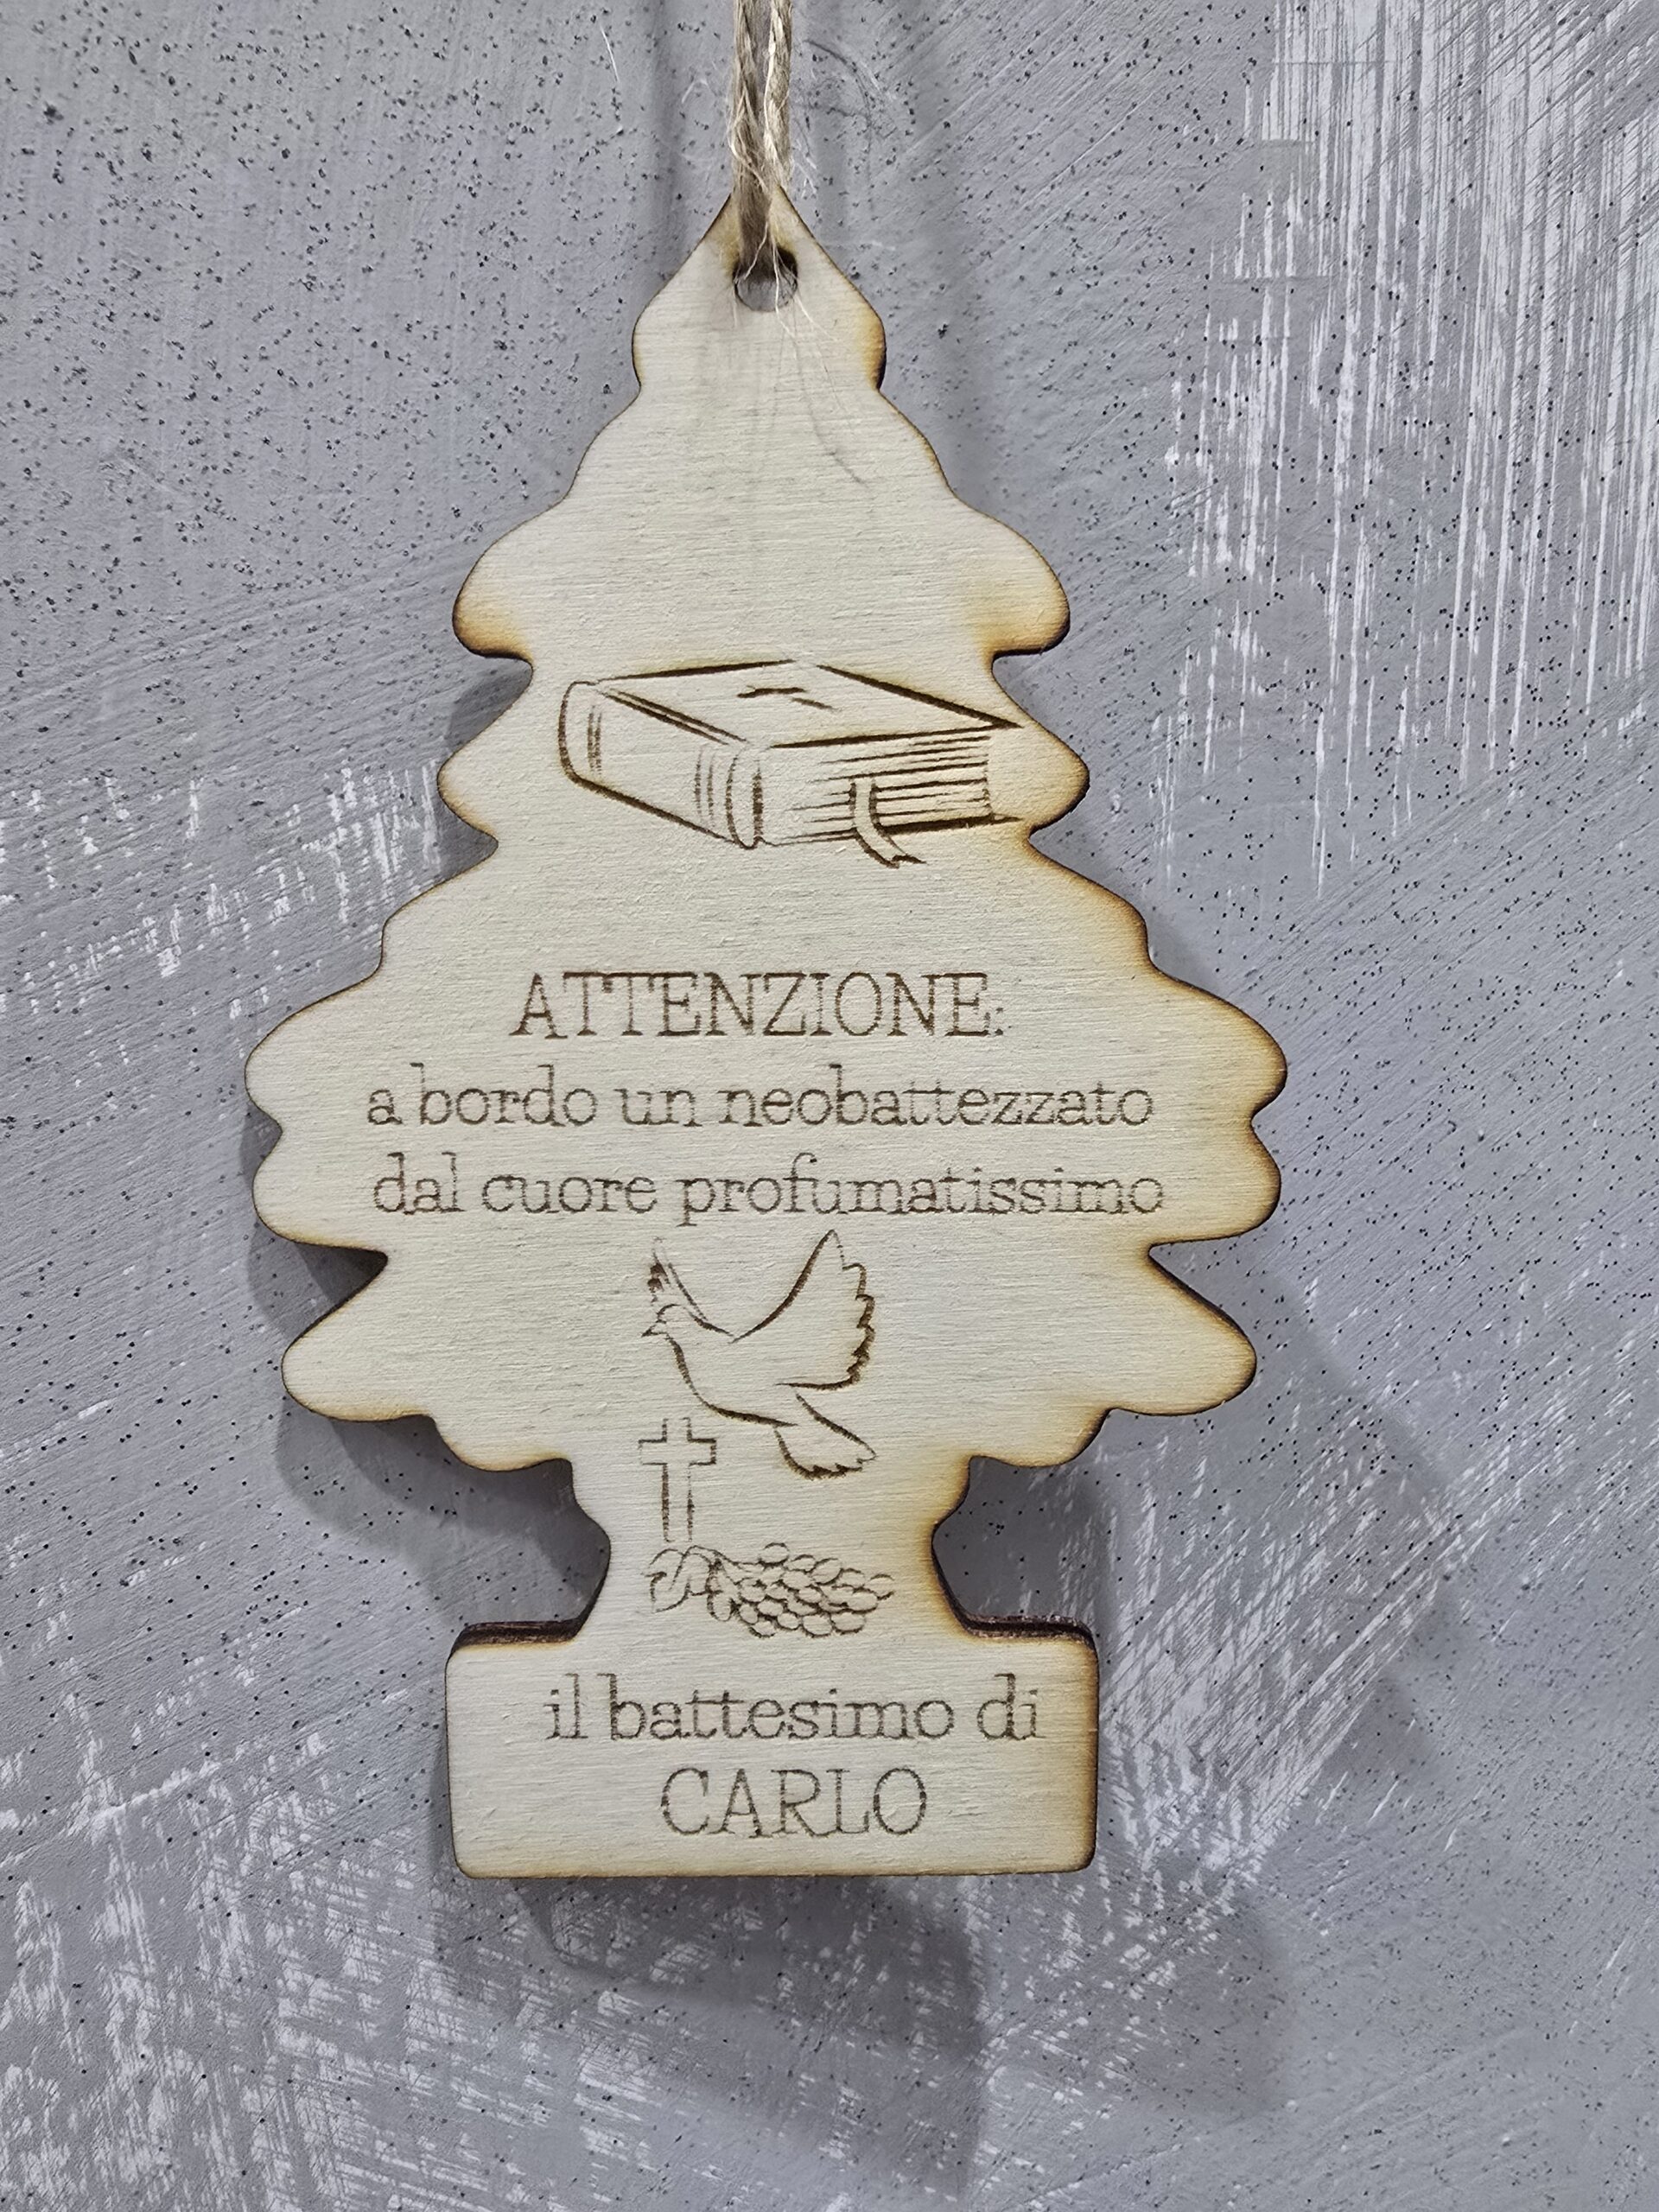 ATTENZIONE:
a bordo un neobattezzato
dal cuore profumatissimo
il battesimo di
CARLO